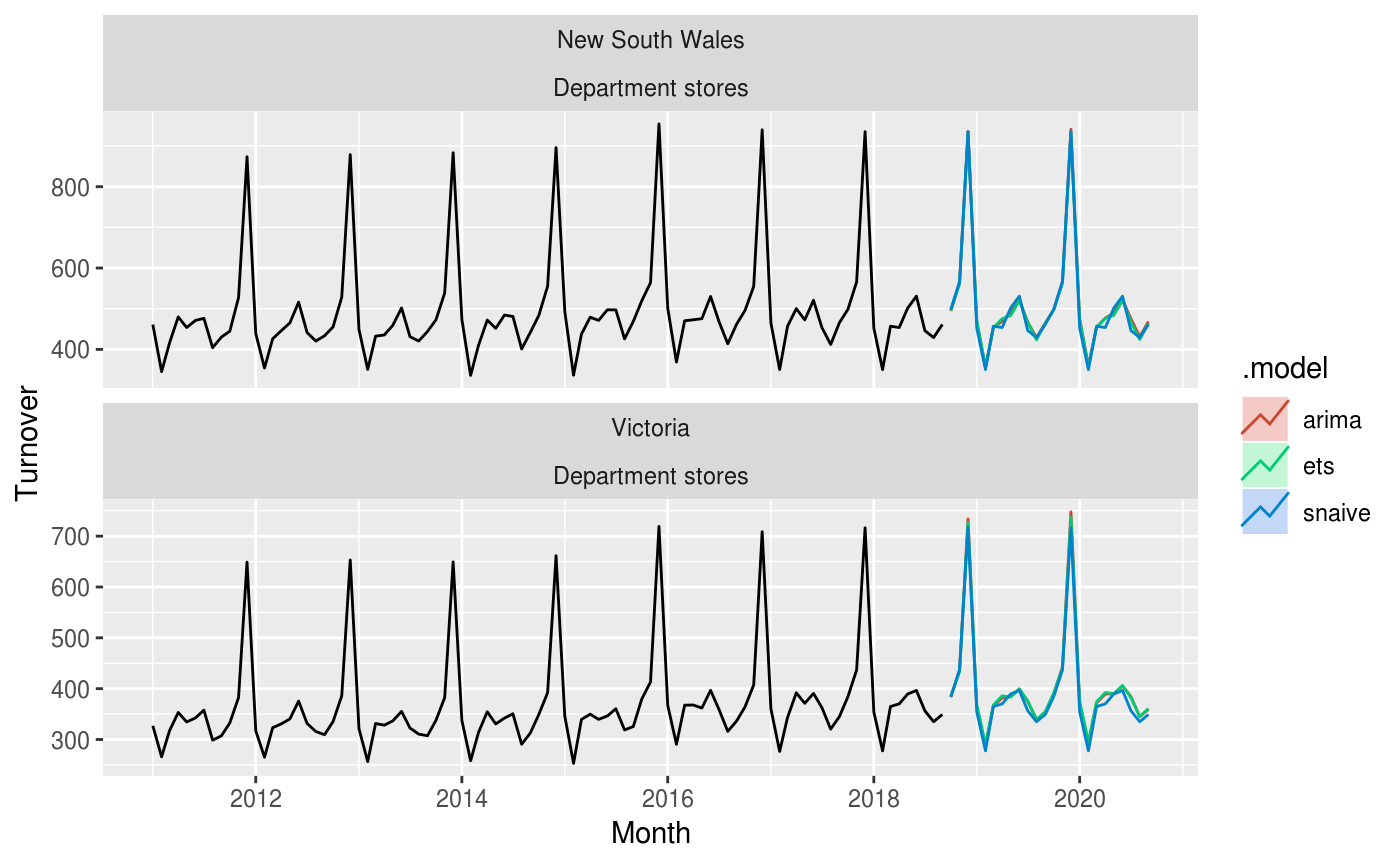 New South Wales
Department stores
800
600
400
Victoria
Department stores
700
600
500
400
300
2012
2014
2016
2018
2020
Month
Turnover
.model
arima
ets
snaive